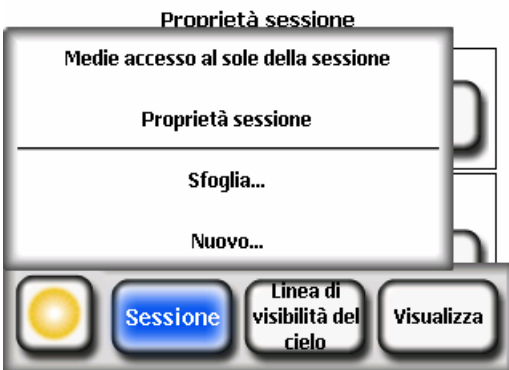 Proprietà sessione
Medie accesso al sole della sessione
Proprietà sessione
Sfoglia...
Nuovo...
Sessione
Linea di
visibilità del
cielo
Visualizza